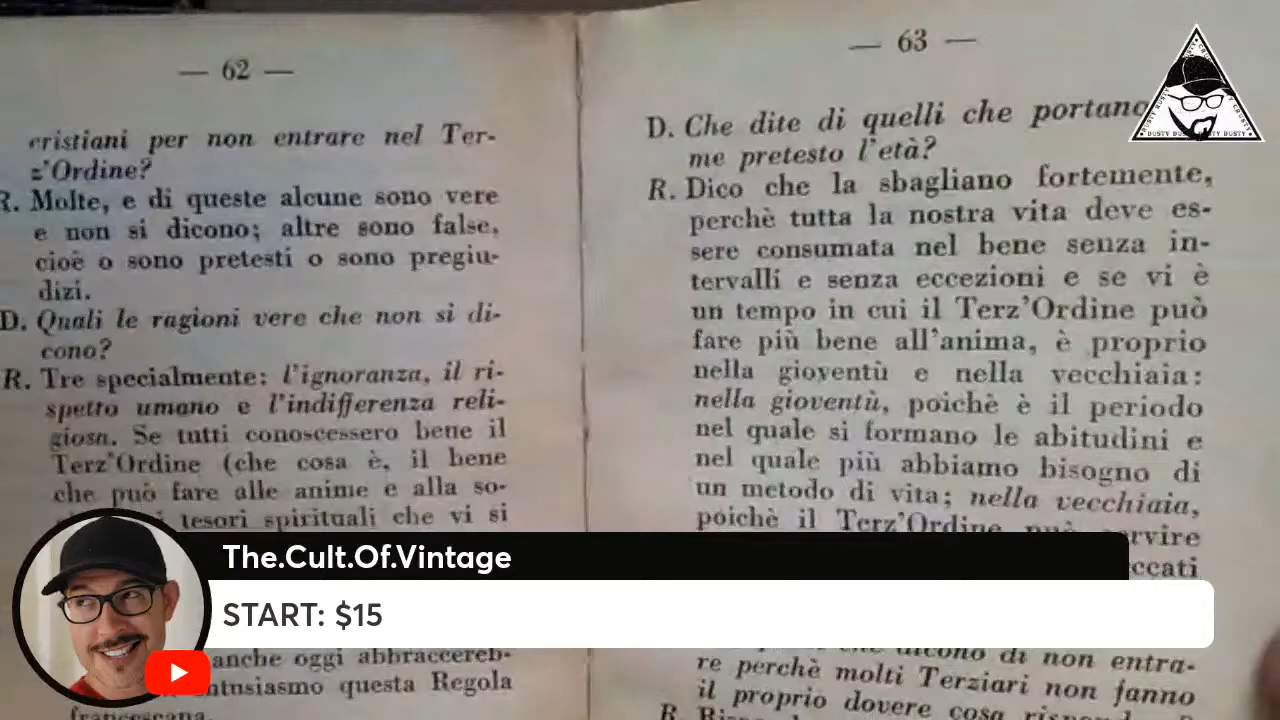 — 62 —
cristiani per non entrare nel Ter-
z'Ordine?
R. Molte, e di queste alcune sono vere
e non si dicono; altre sono false,
cioè o sono pretesti o sono pregiu-
dizi.
D. Quali le ragioni vere che non si di-
cono?
R. Tre specialmente: l'ignoranza, il ri-
spetto umano e l'indifferenza reli-
giosa. Se tutti conoscessero bene il
Terz'Ordine (che cosa è, il bene
che può fare alle anime e alla so-
tesori spirituali che vi si
anche oggi abbraccereb-
entusiasmo questa Regola
francescana.
— 63 —
D. Che dite di quelli che portano
me pretesto l'età?
R. Dico che la sbagliano fortemente,
perchè tutta la nostra vita deve es-
sere consumata nel bene senza in-
tervalli e senza eccezioni e se vi è
un tempo in cui il Terz'Ordine può
fare più bene all'anima, è proprio
nella gioventù e nella vecchiaia:
nella gioventù, poichè è il periodo
nel quale si formano le abitudini e
nel quale più abbiamo bisogno di
un metodo di vita; nella vecchiaia,
poichè il Terz'Ordine può servire
dicono di non entra-
re perchè molti Terziari non fanno
il proprio dovere cosa
R.
The.Cult.Of.Vintage
START: $15